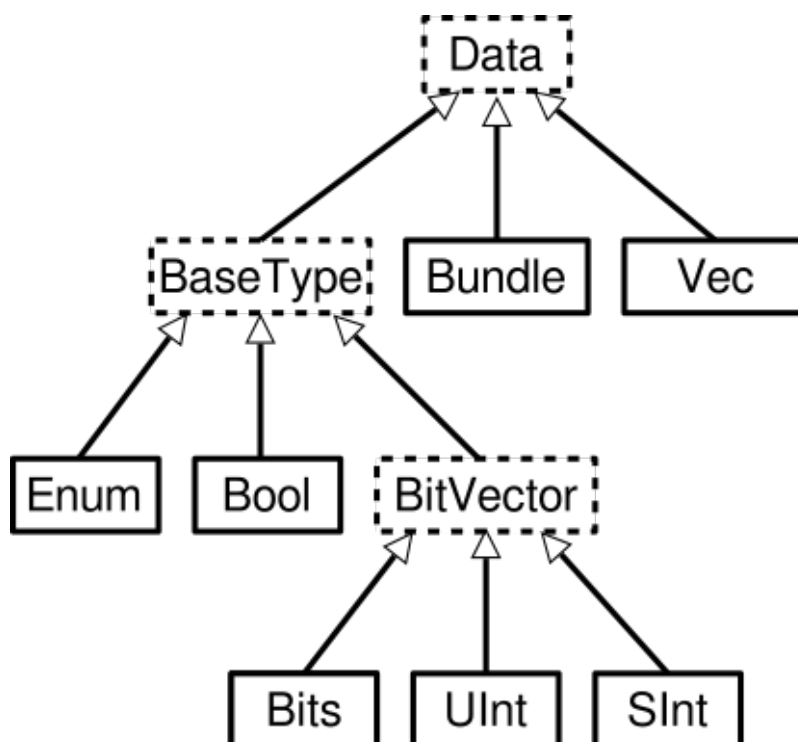 Data
BaseType
Bundle
Vec
Enum
Bool
BitVector
Bits
UInt
SInt